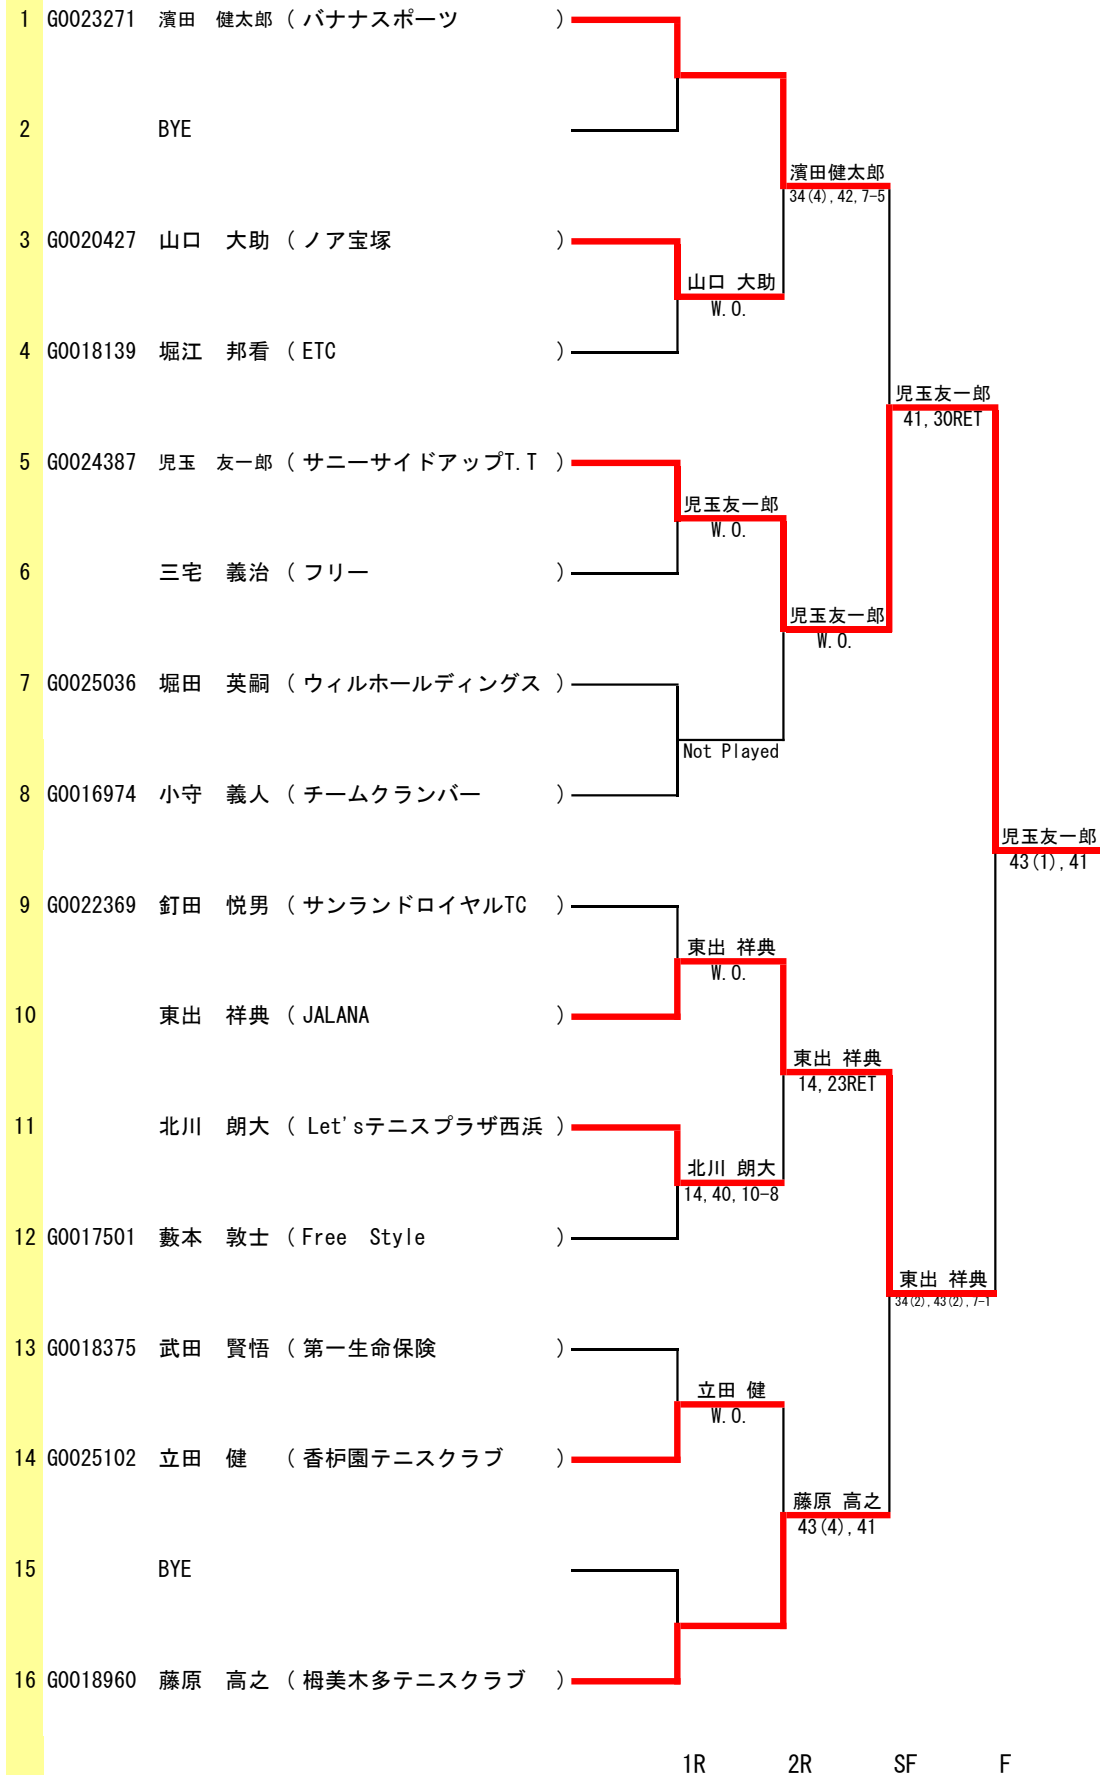 1 G0023271 濱田　健太郎 ( バナナスポーツ )
2 BYE
濱田健太郎
34(4),42,7-5
3 G0020427 山口　大助 ( ノア宝塚 )
山口 大助
W.O.
4 G0018139 堀江　邦看 ( ETC )
児玉友一郎
41,30RET
5 G0024387 児玉　友一郎 ( サニーサイドアップT.T )
児玉友一郎
W.O.
6 三宅　義治 ( フリー )
児玉友一郎
W.O.
7 G0025036 堀田　英嗣 ( ウィルホールディングス )
Not Played
8 G0016974 小守　義人 ( チームクランバー )
児玉友一郎
43(1),41
9 G0022369 釘田　悦男 ( サンランドロイヤルTC )
東出 祥典
W.O.
10 東出　祥典 ( JALANA )
東出 祥典
14,23RET
11 北川　朗大 ( Let'sテニスプラザ西浜 )
北川 朗大
14,40,10-8
12 G0017501 藪本　敦士 ( Free　Style )
東出 祥典
34(2),43(2),7-1
13 G0018375 武田　賢悟 ( 第一生命保険 )
立田 健
W.O.
14 G0025102 立田　健 ( 香枦園テニスクラブ )
藤原 高之
43(4),41
15 BYE
16 G0018960 藤原　高之 ( 栂美木多テニスクラブ )
1R 2R SF F